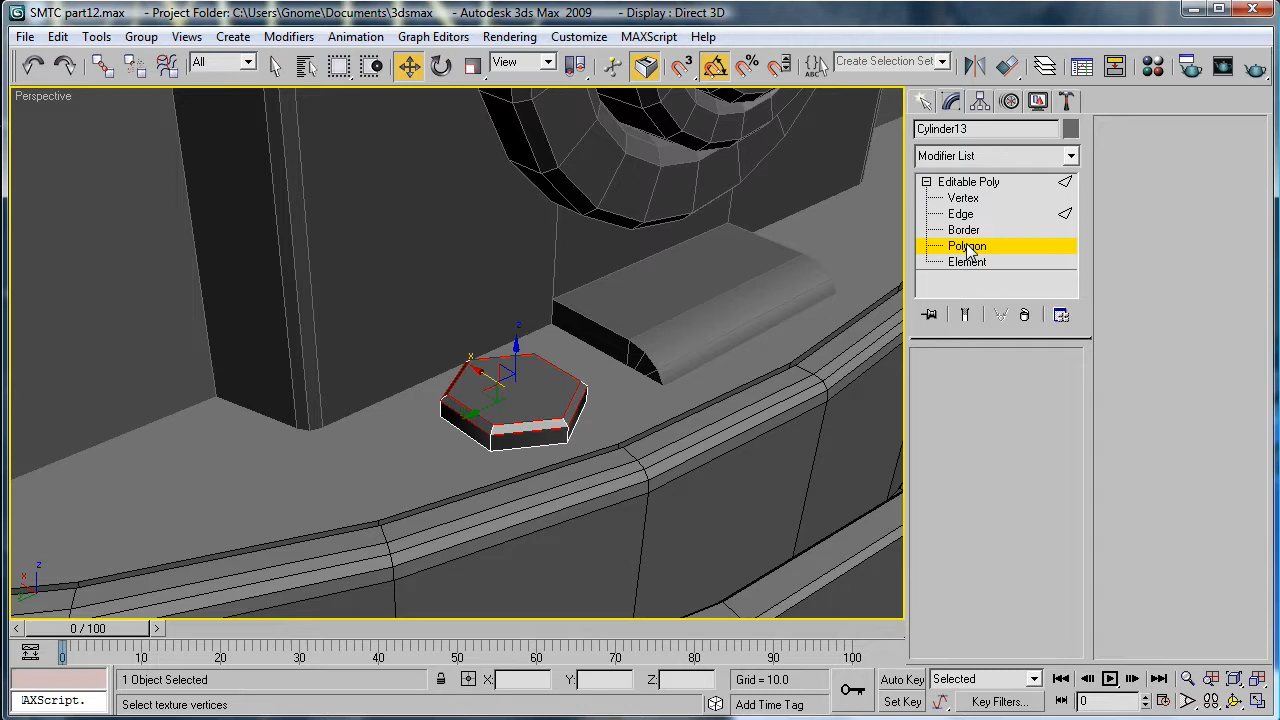 SMTC part12.max - Project Folder: C:\Users\Gnome\Documents\3dsmax - Autodesk 3ds Max 2009 - Display : Direct 3D
File Edit Tools Group Views Create Modifiers Animation Graph Editors Rendering Customize MAXScript Help
All
View
3
%
ABC
Create Selection Set
Perspective
Cylinder13
Modifier List
Editable Poly
Vertex
Edge
Border
Polygon
Element
z
x
z
x
0 / 100
0 10 20 30 40 50 60 70 80 90 100
1 Object Selected
X:
Y:
Z:
Grid = 10.0
Auto Key
Selected
AXScript.
Select texture vertices
Add Time Tag
Set Key
Key Filters...
0